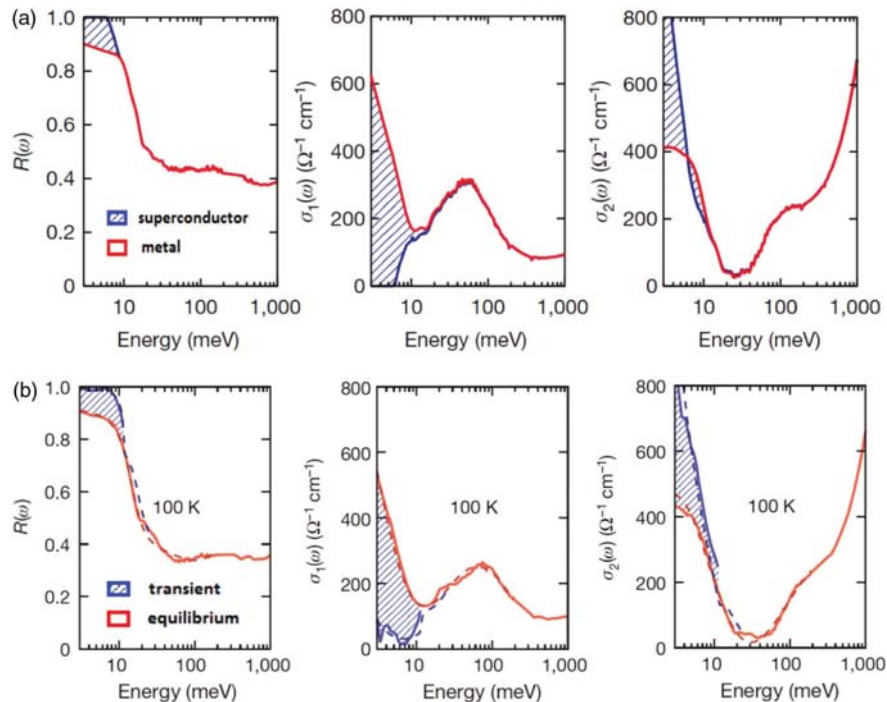 (a)
1.0
0.8
0.6
0.4
0.2
0
R(ω)
superconductor
metal
10
100
1,000
Energy (meV)
800
600
400
200
0
σ₁(ω) (Ω⁻¹ cm⁻¹)
10
100
1,000
Energy (meV)
800
600
400
200
0
σ₂(ω) (Ω⁻¹ cm⁻¹)
10
100
1,000
Energy (meV)
(b)
1.0
0.8
0.6
0.4
0.2
0
R(ω)
100 K
transient
equilibrium
10
100
1,000
Energy (meV)
800
600
400
200
0
σ₁(ω) (Ω⁻¹ cm⁻¹)
100 K
10
100
1,000
Energy (meV)
800
600
400
200
0
σ₂(ω) (Ω⁻¹ cm⁻¹)
100 K
10
100
1,000
Energy (meV)